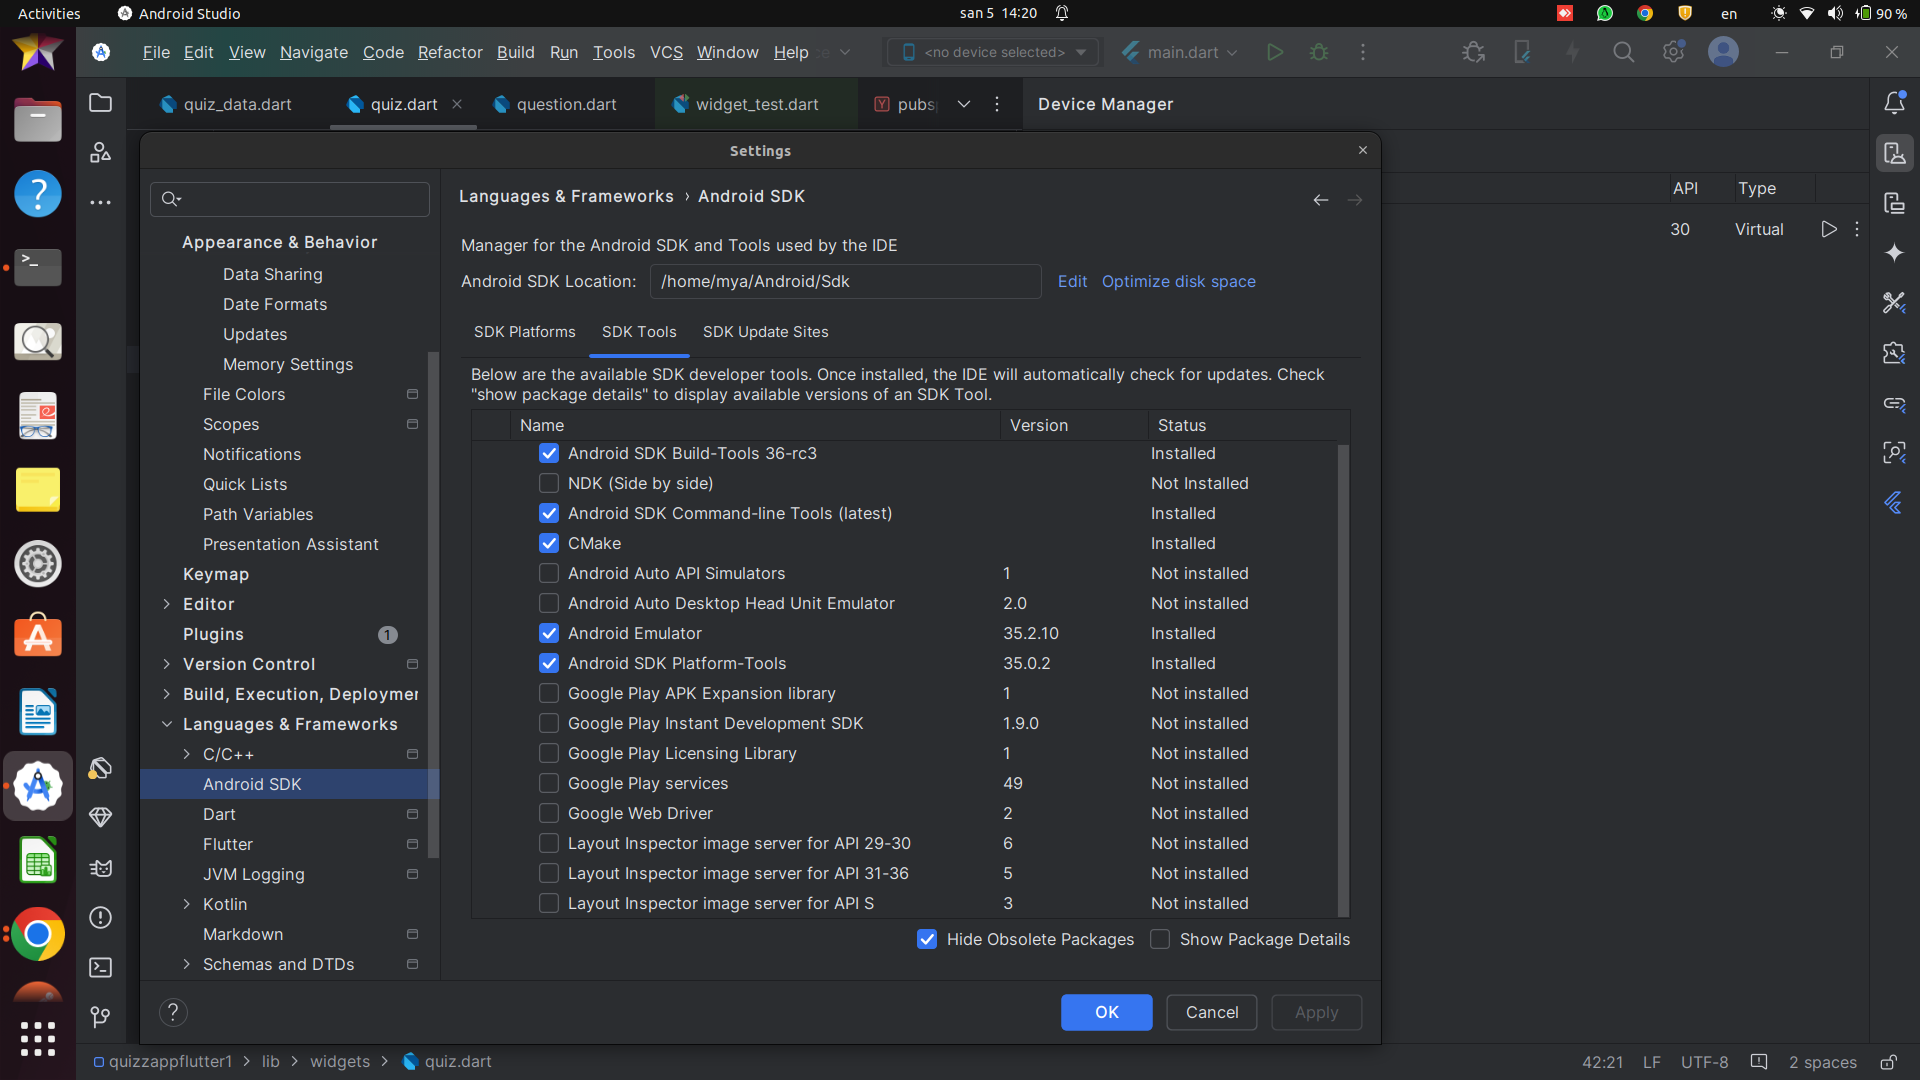 Activities
Android Studio
san 5 14:20
en
90 %
File Edit View Navigate Code Refactor Build Run Tools VCS Window Help
<no device selected>
main.dart
quiz_data.dart
quiz.dart
question.dart
widget_test.dart
pubs
Device Manager
API Type
30 Virtual
Settings
Appearance & Behavior
Data Sharing
Date Formats
Updates
Memory Settings
File Colors
Scopes
Notifications
Quick Lists
Path Variables
Presentation Assistant
Keymap
Editor
Plugins 1
Version Control
Build, Execution, Deploymen
Languages & Frameworks
C/C++
Android SDK
Dart
Flutter
JVM Logging
Kotlin
Markdown
Schemas and DTDs
Languages & Frameworks › Android SDK
Manager for the Android SDK and Tools used by the IDE
Android SDK Location: /home/mya/Android/Sdk Edit Optimize disk space
SDK Platforms SDK Tools SDK Update Sites
Below are the available SDK developer tools. Once installed, the IDE will automatically check for updates. Check
"show package details" to display available versions of an SDK Tool.
Name Version Status
Android SDK Build-Tools 36-rc3 Installed
NDK (Side by side) Not Installed
Android SDK Command-line Tools (latest) Installed
CMake Installed
Android Auto API Simulators 1 Not installed
Android Auto Desktop Head Unit Emulator 2.0 Not installed
Android Emulator 35.2.10 Installed
Android SDK Platform-Tools 35.0.2 Installed
Google Play APK Expansion library 1 Not installed
Google Play Instant Development SDK 1.9.0 Not installed
Google Play Licensing Library 1 Not installed
Google Play services 49 Not installed
Google Web Driver 2 Not installed
Layout Inspector image server for API 29-30 6 Not installed
Layout Inspector image server for API 31-36 5 Not installed
Layout Inspector image server for API S 3 Not installed
Hide Obsolete Packages Show Package Details
?
OK Cancel Apply
quizzappflutter1 > lib > widgets > quiz.dart
42:21 LF UTF-8 2 spaces